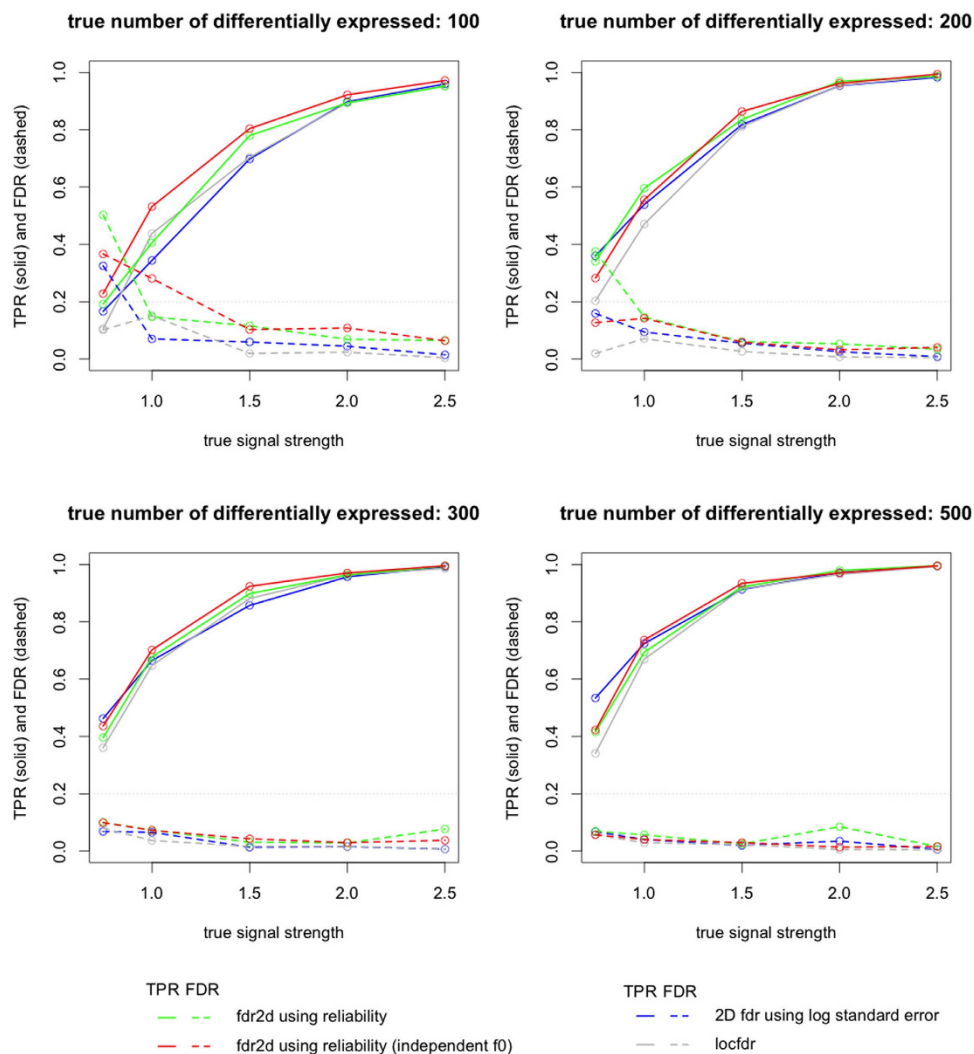 true number of differentially expressed: 100
TPR (solid) and FDR (dashed)
1.0
0.8
0.6
0.4
0.2
0.0
1.0 1.5 2.0 2.5
true signal strength
true number of differentially expressed: 200
TPR (solid) and FDR (dashed)
1.0
0.8
0.6
0.4
0.2
0.0
1.0 1.5 2.0 2.5
true signal strength
true number of differentially expressed: 300
TPR (solid) and FDR (dashed)
1.0
0.8
0.6
0.4
0.2
0.0
1.0 1.5 2.0 2.5
true signal strength
true number of differentially expressed: 500
TPR (solid) and FDR (dashed)
1.0
0.8
0.6
0.4
0.2
0.0
1.0 1.5 2.0 2.5
true signal strength
TPR FDR
fdr2d using reliability
fdr2d using reliability (independent f0)
TPR FDR
2D fdr using log standard error
locfdr